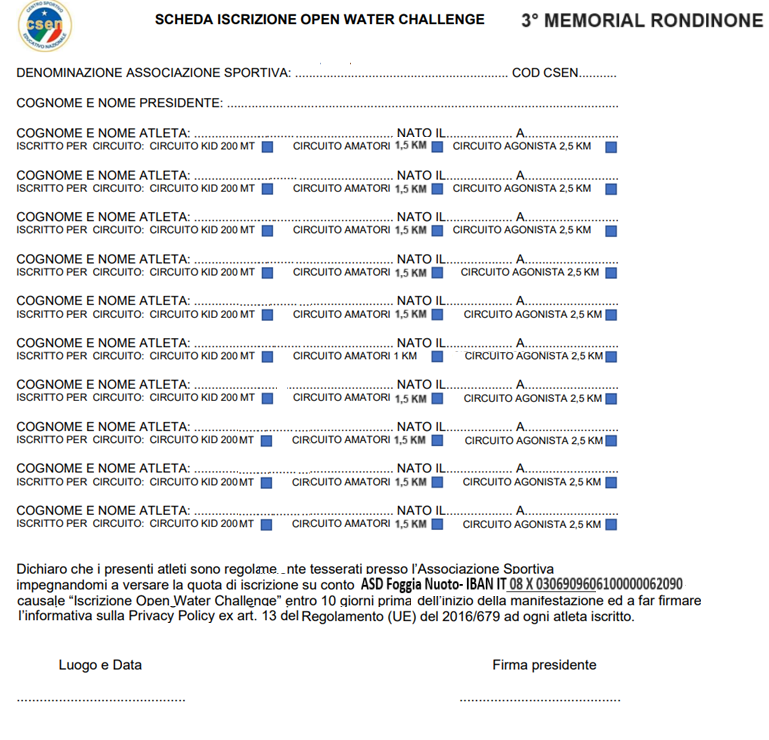 CENTRO SPORTIVO
csen
EDUCATIVO NAZIONALE
SCHEDA ISCRIZIONE OPEN WATER CHALLENGE 3° MEMORIAL RONDINONE
DENOMINAZIONE ASSOCIAZIONE SPORTIVA: ........................................................ COD CSEN..........
COGNOME E NOME PRESIDENTE: ........................................................................................................
COGNOME E NOME ATLETA: ..................................................... NATO IL.................. A.........................
ISCRITTO PER CIRCUITO: CIRCUITO KID 200 MT CIRCUITO AMATORI 1,5 KM CIRCUITO AGONISTA 2,5 KM
COGNOME E NOME ATLETA: ..................................................... NATO IL.................. A.........................
ISCRITTO PER CIRCUITO: CIRCUITO KID 200 MT CIRCUITO AMATORI 1,5 KM CIRCUITO AGONISTA 2,5 KM
COGNOME E NOME ATLETA: ..................................................... NATO IL.................. A.........................
ISCRITTO PER CIRCUITO: CIRCUITO KID 200 MT CIRCUITO AMATORI 1,5 KM CIRCUITO AGONISTA 2,5 KM
COGNOME E NOME ATLETA: ..................................................... NATO IL.................. A.........................
ISCRITTO PER CIRCUITO: CIRCUITO KID 200 MT CIRCUITO AMATORI 1,5 KM CIRCUITO AGONISTA 2,5 KM
COGNOME E NOME ATLETA: ..................................................... NATO IL.................. A.........................
ISCRITTO PER CIRCUITO: CIRCUITO KID 200 MT CIRCUITO AMATORI 1,5 KM CIRCUITO AGONISTA 2,5 KM
COGNOME E NOME ATLETA: ..................................................... NATO IL.................. A.........................
ISCRITTO PER CIRCUITO: CIRCUITO KID 200 MT CIRCUITO AMATORI 1 KM CIRCUITO AGONISTA 2,5 KM
COGNOME E NOME ATLETA: ..................................................... NATO IL.................. A.........................
ISCRITTO PER CIRCUITO: CIRCUITO KID 200 MT CIRCUITO AMATORI 1,5 KM CIRCUITO AGONISTA 2,5 KM
COGNOME E NOME ATLETA: ..................................................... NATO IL.................. A.........................
ISCRITTO PER CIRCUITO: CIRCUITO KID 200 MT CIRCUITO AMATORI 1,5 KM CIRCUITO AGONISTA 2,5 KM
COGNOME E NOME ATLETA: ..................................................... NATO IL.................. A.........................
ISCRITTO PER CIRCUITO: CIRCUITO KID 200 MT CIRCUITO AMATORI 1,5 KM CIRCUITO AGONISTA 2,5 KM
COGNOME E NOME ATLETA: ..................................................... NATO IL.................. A.........................
ISCRITTO PER CIRCUITO: CIRCUITO KID 200 MT CIRCUITO AMATORI 1,5 KM CIRCUITO AGONISTA 2,5 KM
Dichiaro che i presenti atleti sono tesserati presso l'Associazione Sportiva
impegnandomi a versare la quota di iscrizione su conto ASD Foggia Nuoto- IBAN IT 08 X 0306909606100000062090
causale "Iscrizione Open Water Challenge" entro 10 giorni prima dell'inizio della manifestazione ed a far firmare
l'informativa sulla Privacy Policy ex art. 13 del Regolamento (UE) del 2016/679 ad ogni atleta iscritto.
Luogo e Data Firma presidente
............................................ ..........................................